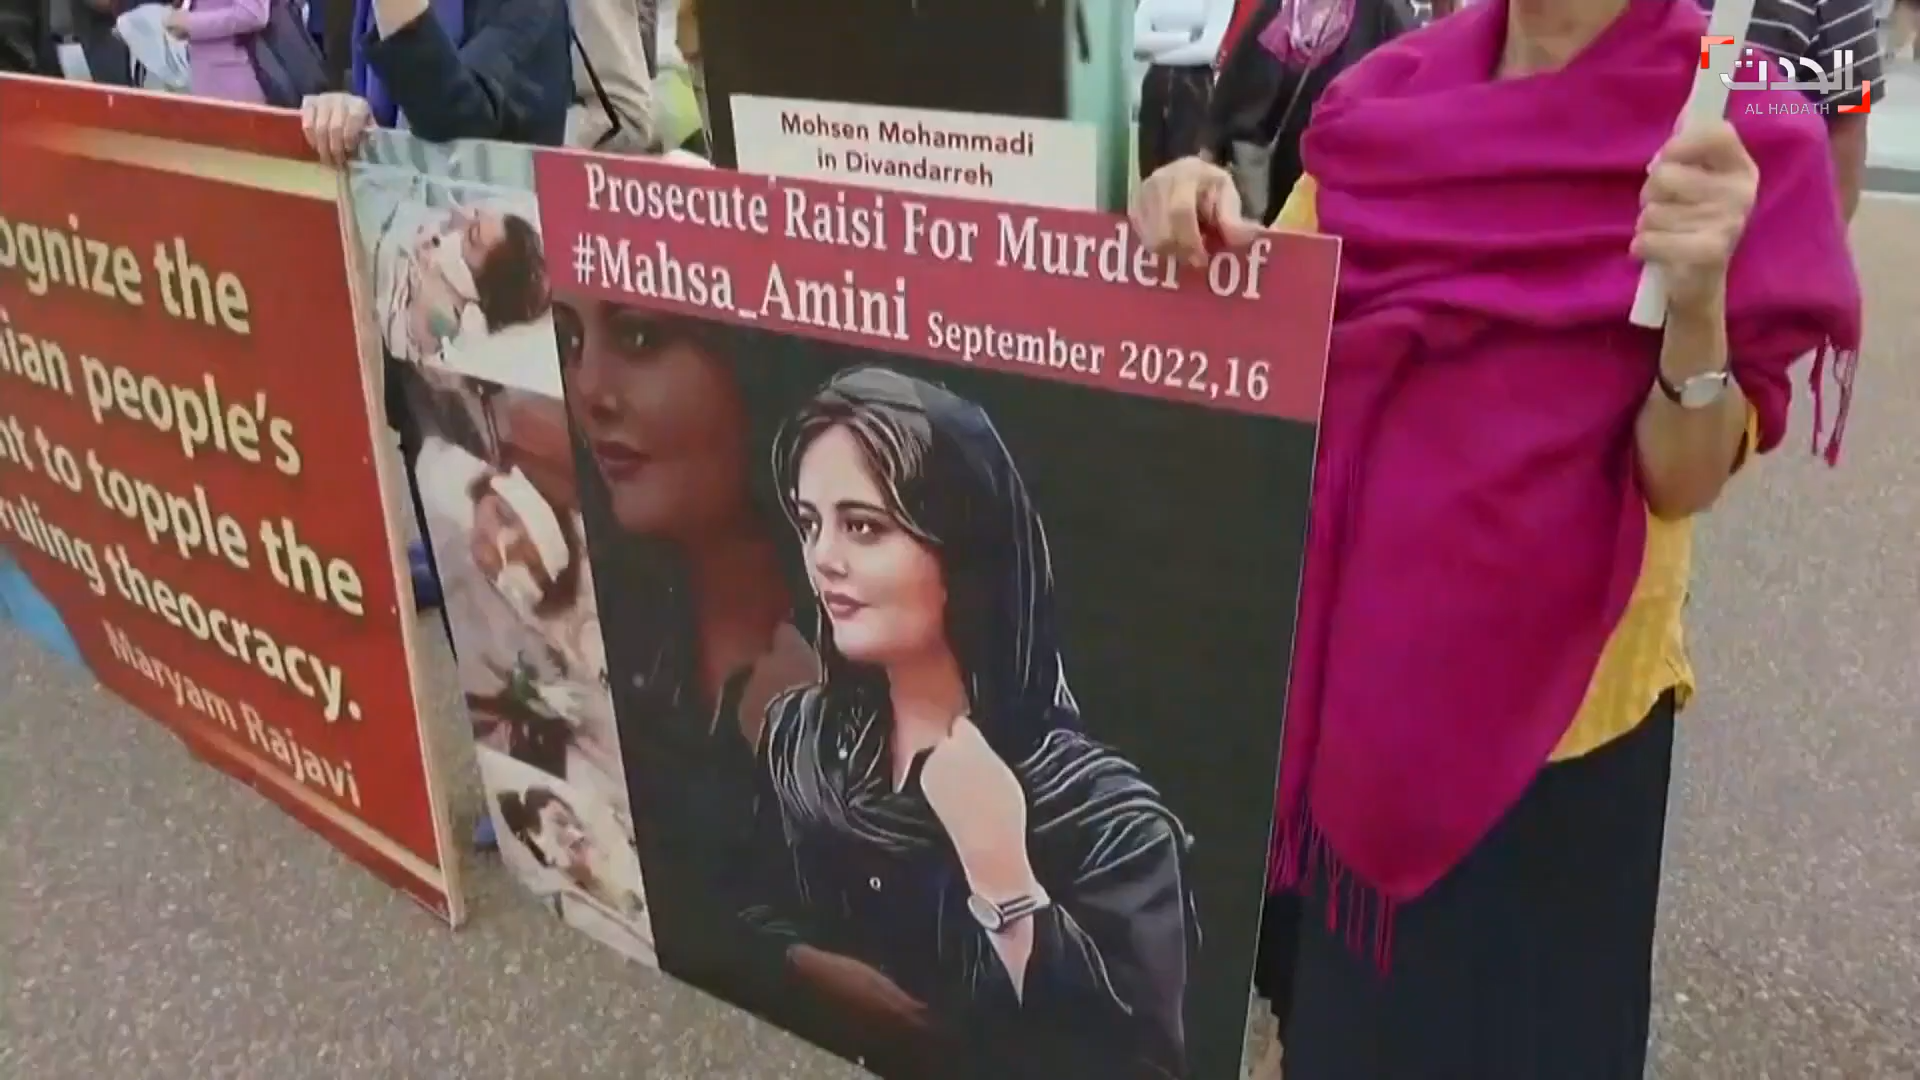 الحدث
AL HADATH
Mohsen Mohammadi
in Divandarreh
Prosecute Raisi For Murder of
#Mahsa_Amini September 2022,16
ognize the
ian people's
nt to topple the
ruling theocracy.
Maryam Rajavi